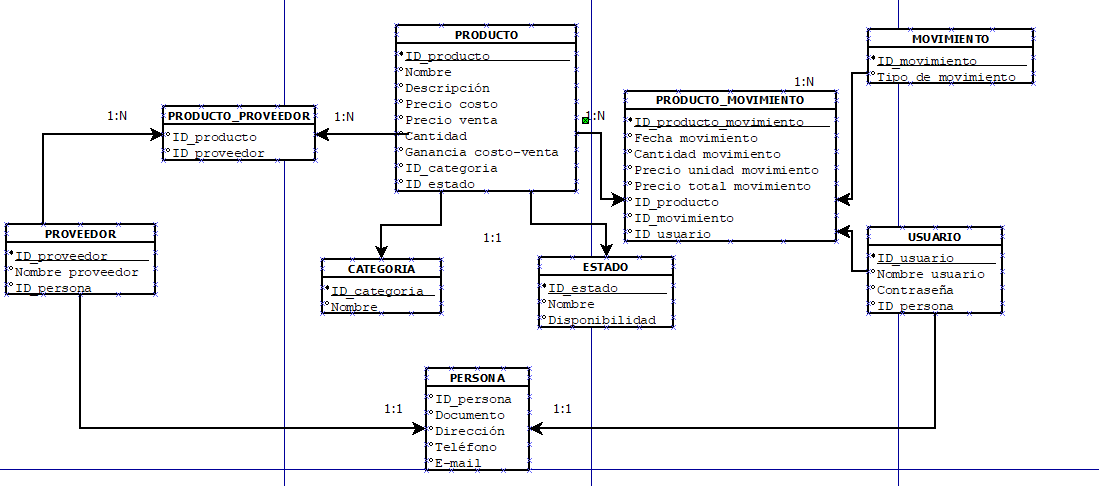 PRODUCTO
ID_producto
Nombre
Descripción
Precio costo
Precio venta
Cantidad
Ganancia costo-venta
ID_categoria
ID_estado
MOVIMIENTO
ID_movimiento
Tipo de movimiento
1:N
PRODUCTO_MOVIMIENTO
ID_producto_movimiento
Fecha movimiento
Cantidad movimiento
Precio unidad movimiento
Precio total movimiento
ID_producto
ID_movimiento
ID_usuario
1:N
1:N
PRODUCTO_PROVEEDOR
ID_producto
ID_proveedor
1:N
PROVEEDOR
ID_proveedor
Nombre proveedor
ID_persona
1:1
CATEGORIA
ID_categoria
Nombre
ESTADO
ID_estado
Nombre
Disponibilidad
USUARIO
ID_usuario
Nombre usuario
Contraseña
ID_persona
1:1
PERSONA
ID_persona
Documento
Dirección
Teléfono
E-mail
1:1